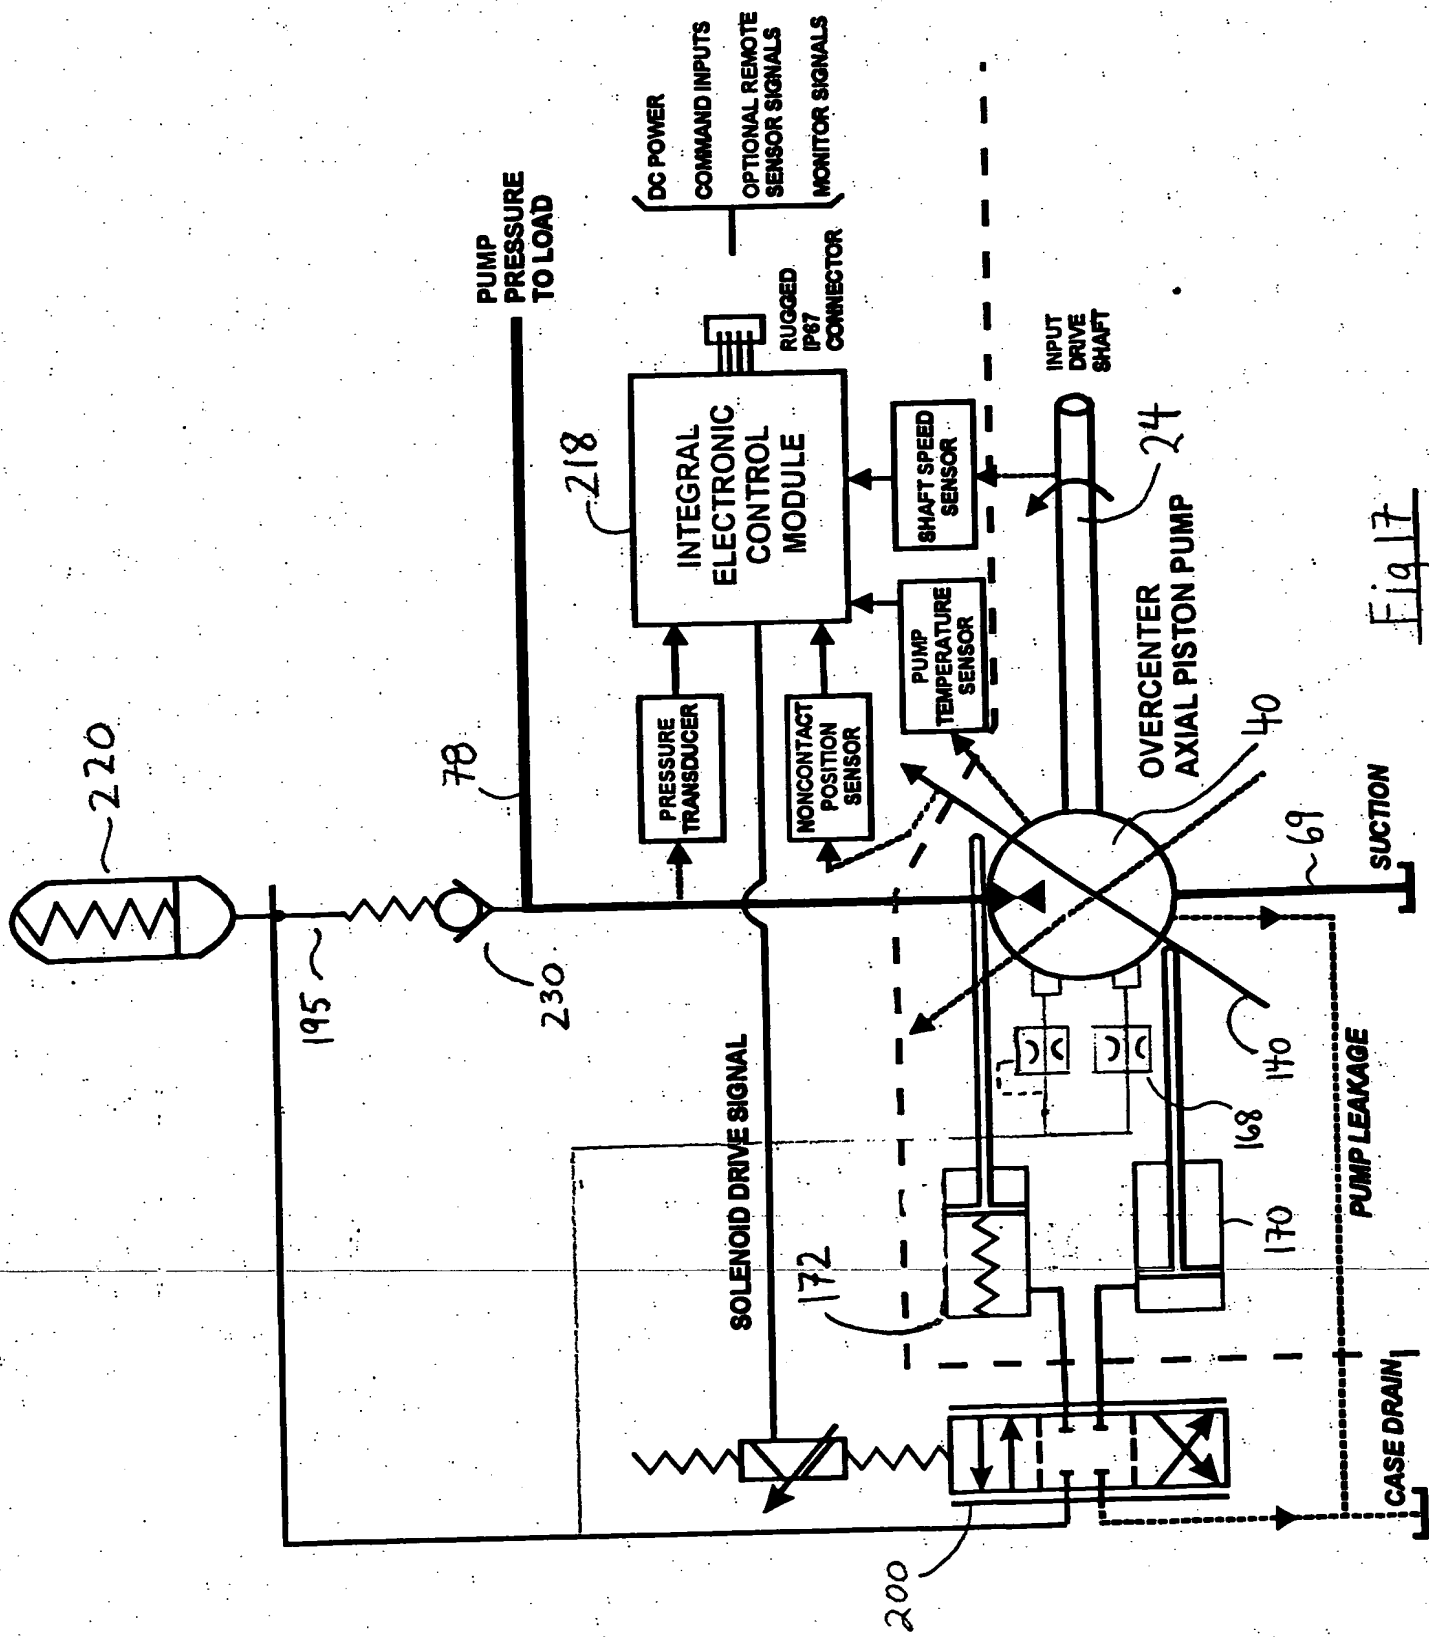 220
195
230
78
PUMP
PRESSURE
TO LOAD
218
INTEGRAL
ELECTRONIC
CONTROL
MODULE
DC POWER
COMMAND INPUTS
OPTIONAL REMOTE
SENSOR SIGNALS
MONITOR SIGNALS
RUGGED
IP67
CONNECTOR
PRESSURE
TRANSDUCER
NONCONTACT
POSITION
SENSOR
PUMP
TEMPERATURE
SENSOR
SHAFT SPEED
SENSOR
SOLENOID DRIVE SIGNAL
INPUT
DRIVE
SHAFT
24
OVERCENTER
AXIAL PISTON PUMP
40
172
168
140
170
200
69
SUCTION
PUMP LEAKAGE
CASE DRAIN
Fig 17